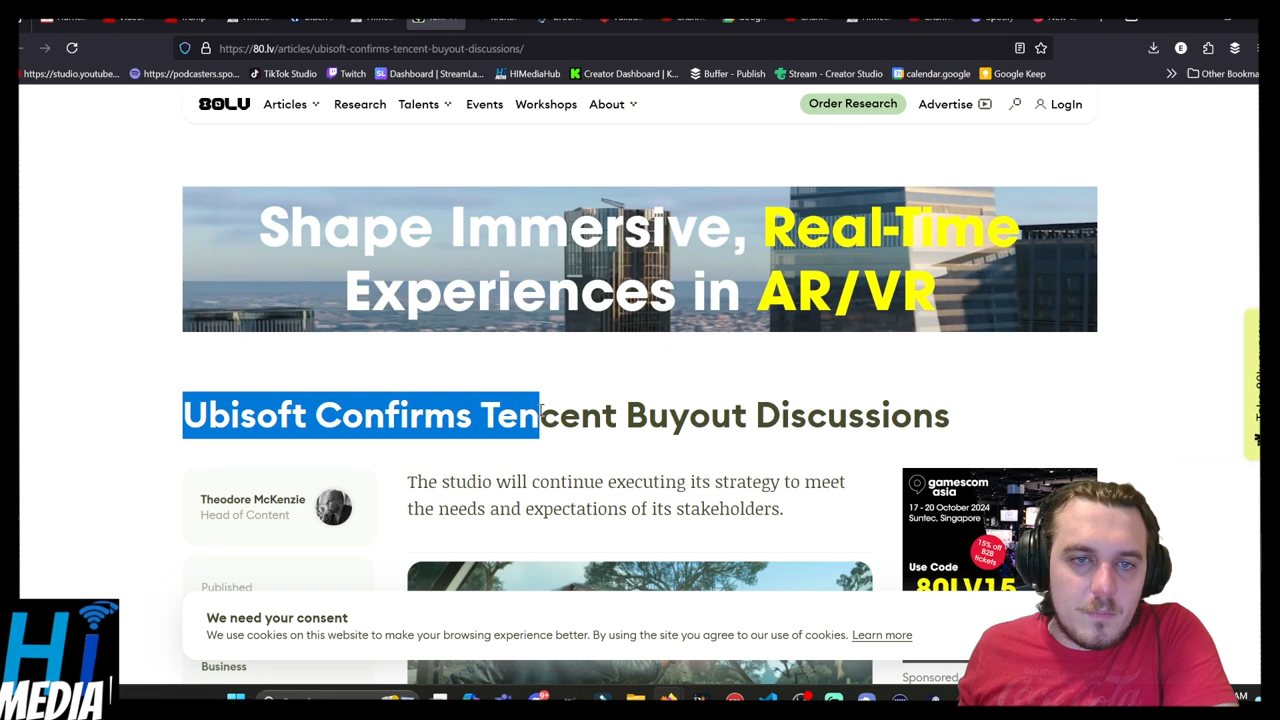 https://80.lv/articles/ubisoft-confirms-tencent-buyout-discussions/
https://studio.youtube... https://podcasters.spo... TikTok Studio Twitch Dashboard | StreamLa... HIMediaHub Creator Dashboard | K... Buffer - Publish Stream - Creator Studio calendar.google Google Keep Other Bookma
80LV Articles Research Talents Events Workshops About Order Research Advertise LogIn
Shape Immersive, Real-Time
Experiences in AR/VR
Ubisoft Confirms Tencent Buyout Discussions
Theodore McKenzie
Head of Content
The studio will continue executing its strategy to meet
the needs and expectations of its stakeholders.
gamescom
asia
17 - 20 October 2024
Suntec, Singapore
15% off
B2B
tickets
Use Code
80LV15
Published
We need your consent
We use cookies on this website to make your browsing experience better. By using the site you agree to our use of cookies. Learn more
Business
Sponsored
Hi
MEDIA